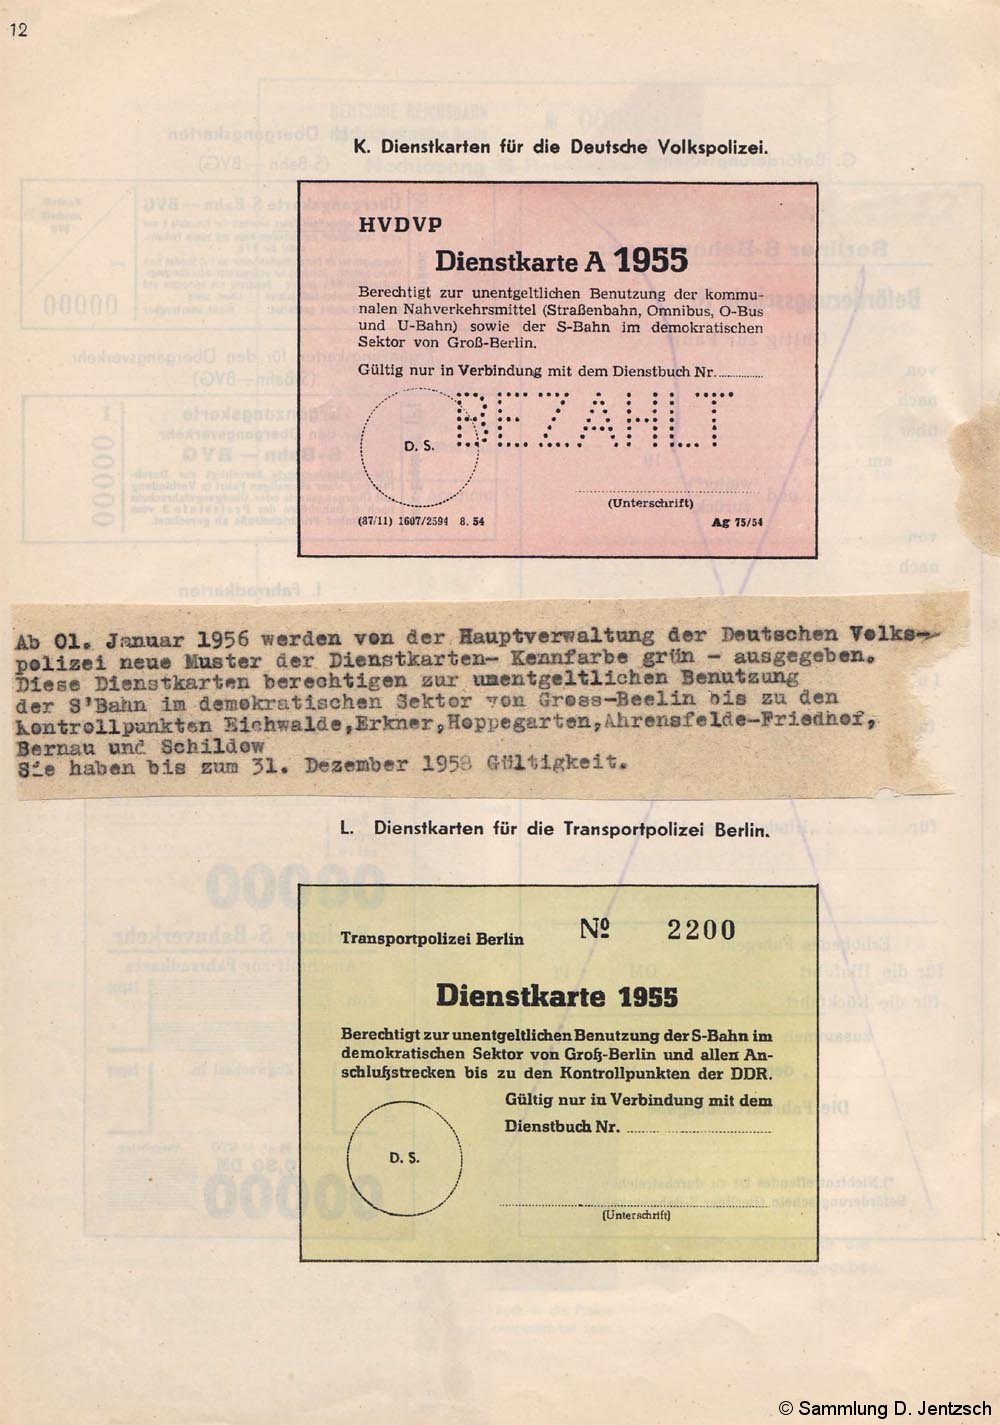 12
K. Dienstkarten für die Deutsche Volkspolizei.
HVDVP
Dienstkarte A 1955
Berechtigt zur unentgeltlichen Benutzung der kommu-
nalen Nahverkehrsmittel (Straßenbahn, Omnibus, O-Bus
und U-Bahn) sowie der S-Bahn im demokratischen
Sektor von Groß-Berlin.
Gültig nur in Verbindung mit dem Dienstbuch Nr.............
BEZAHLT
D. S.
(Unterschrift)
(87/11) 1607/2594 8. 54 Ag 75/54
Ab 01. Januar 1956 werden von der Hauptverwaltung der Deutschen Volks-
polizei neue Muster der Dienstkarten- Kennfarbe grün - ausgegeben.
Diese Dienstkarten berechtigen zur unentgeltlichen Benutzung
der S'Bahn im demokratischen Sektor von Gross-Beelin bis zu den
Kontrollpunkten Eichwalde,Erkner,Hoppegarten,Ahrensfelde-Friedhof,
Bernau und Schildow
Sie haben bis zum 31. Dezember 1958 Gültigkeit.
L. Dienstkarten für die Transportpolizei Berlin.
Transportpolizei Berlin Nº 2200
Dienstkarte 1955
Berechtigt zur unentgeltlichen Benutzung der S-Bahn im
demokratischen Sektor von Groß-Berlin und allen An-
schlußstrecken bis zu den Kontrollpunkten der DDR.
Gültig nur in Verbindung mit dem
Dienstbuch Nr. ........................
D. S.
(Unterschrift)
© Sammlung D. Jentzsch